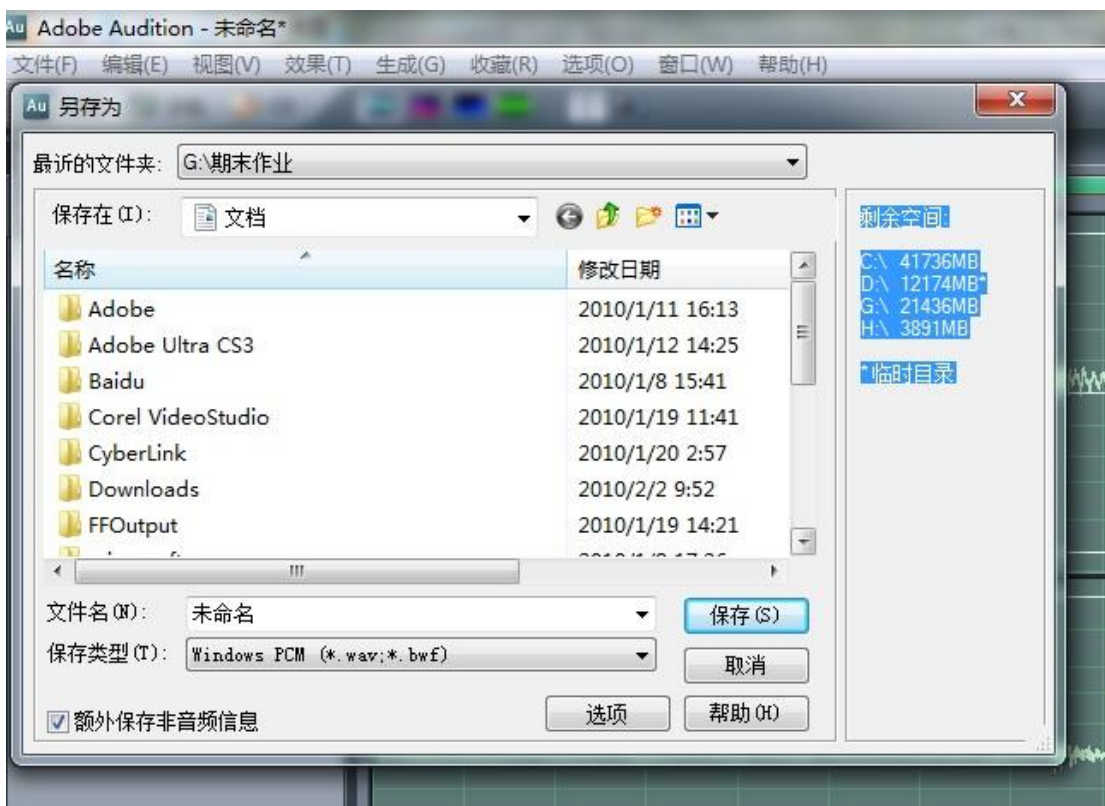 Au Adobe Audition - 未命名*
文件(F) 编辑(E) 视图(V) 效果(T) 生成(G) 收藏(R) 选项(O) 窗口(W) 帮助(H)
Au 另存为
最近的文件夹: G:\期末作业
保存在(I): 文档
名称 修改日期
Adobe 2010/1/11 16:13
Adobe Ultra CS3 2010/1/12 14:25
Baidu 2010/1/8 15:41
Corel VideoStudio 2010/1/19 11:41
CyberLink 2010/1/20 2:57
Downloads 2010/2/2 9:52
FFOutput 2010/1/19 14:21
文件名(N): 未命名 保存(S)
保存类型(T): Windows PCM (*.wav;*.bwf) 取消
额外保存非音频信息 选项 帮助(H)
剩余空间:
C:\ 41736MB
D:\ 12174MB*
G:\ 21436MB
H:\ 3891MB
*临时目录